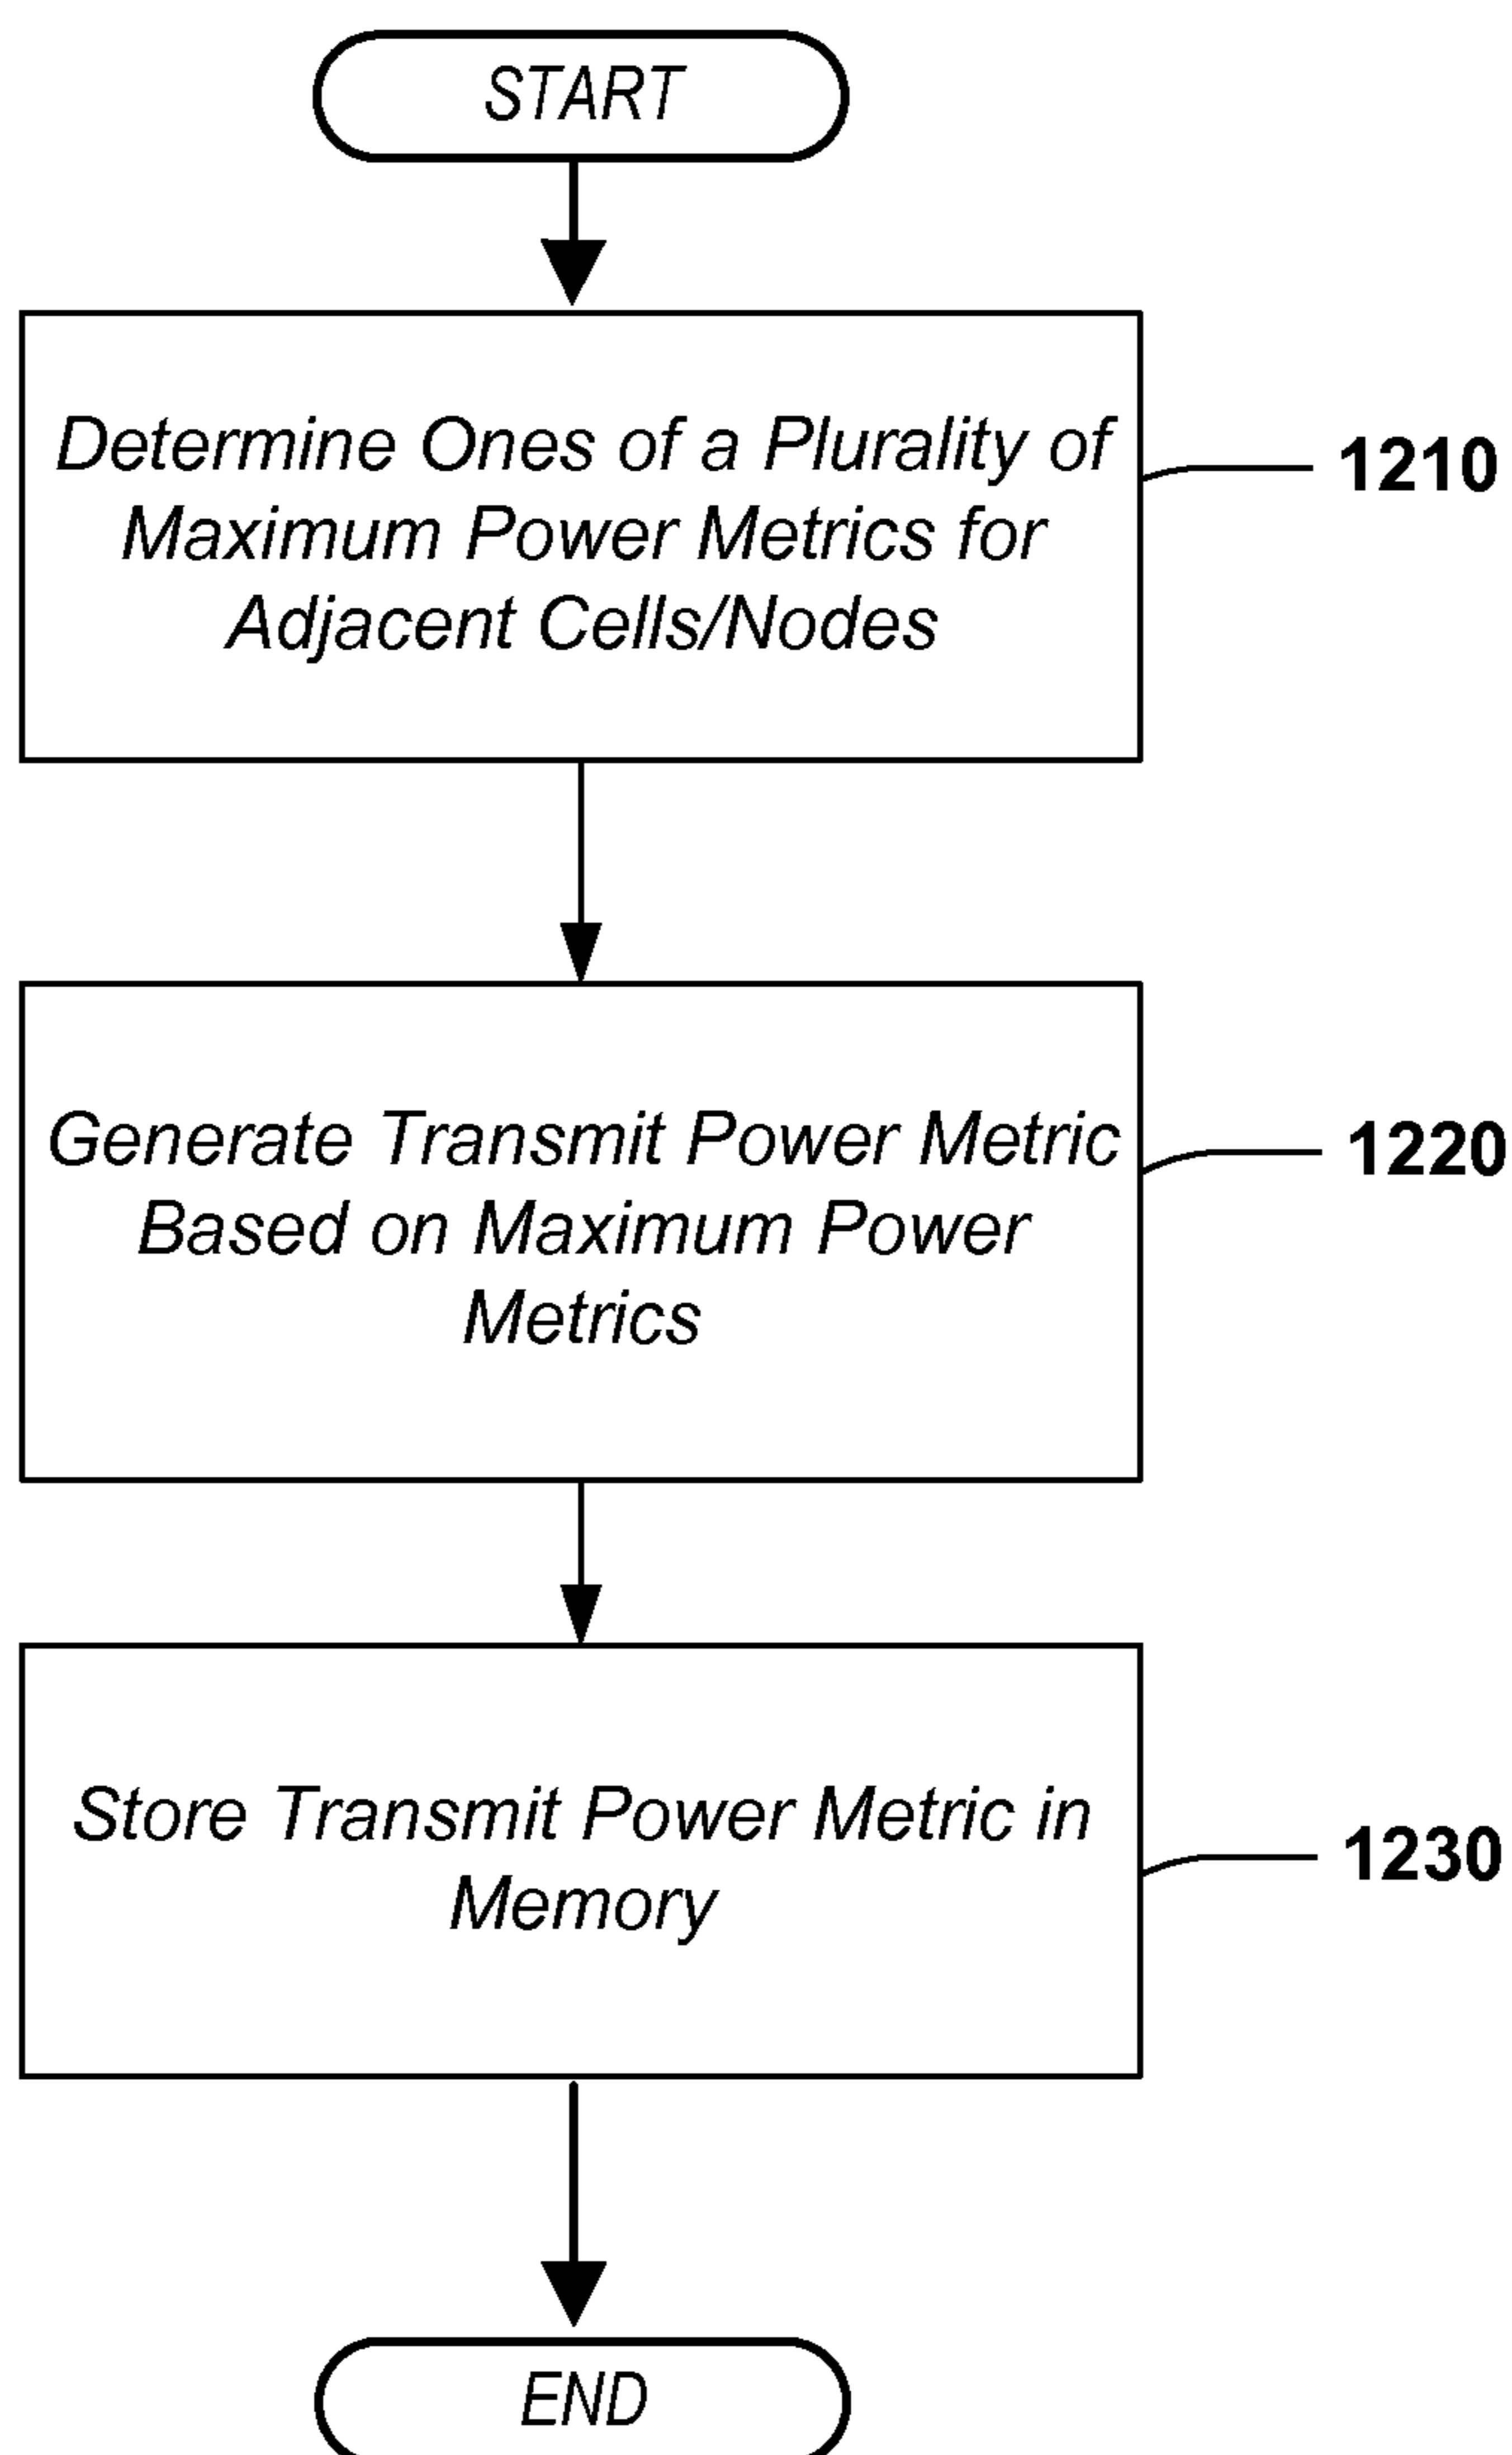 START
Determine Ones of a Plurality of
Maximum Power Metrics for
Adjacent Cells/Nodes
1210
Generate Transmit Power Metric
Based on Maximum Power
Metrics
1220
Store Transmit Power Metric in
Memory
1230
END